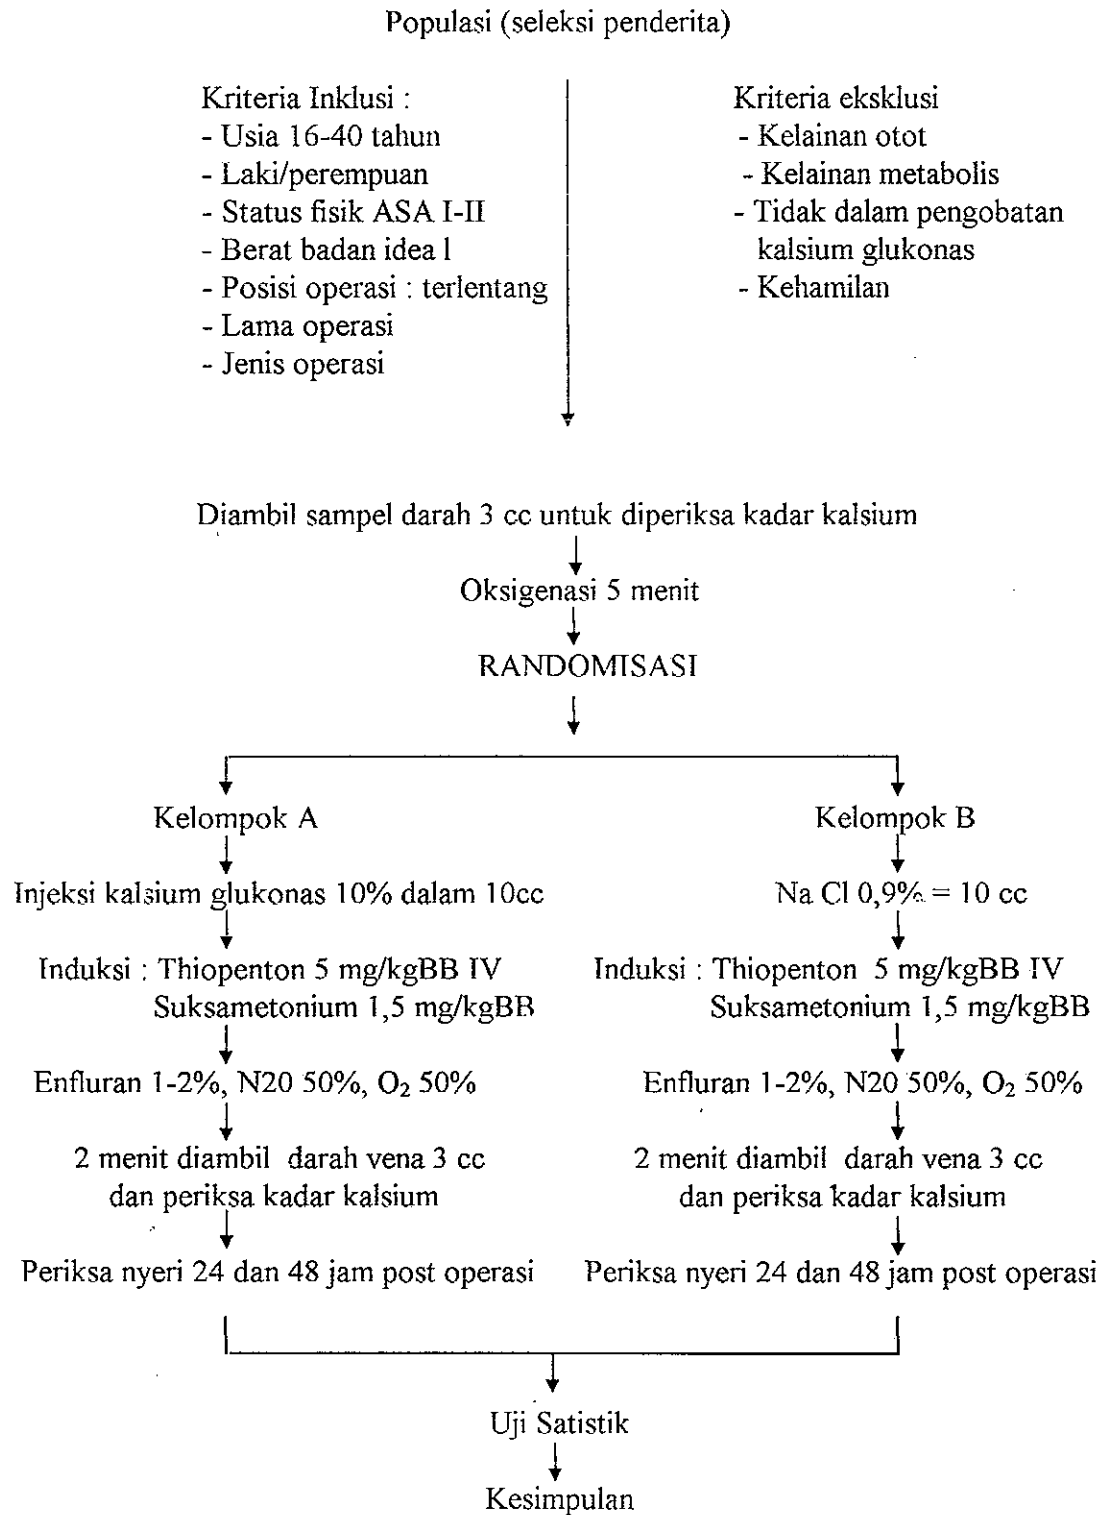 Populasi (seleksi penderita)
Kriteria Inklusi :
- Usia 16-40 tahun
- Laki/perempuan
- Status fisik ASA I-II
- Berat badan idea l
- Posisi operasi : terlentang
- Lama operasi
- Jenis operasi
Kriteria eksklusi
- Kelainan otot
- Kelainan metabolis
- Tidak dalam pengobatan
kalsium glukonas
- Kehamilan
Diambil sampel darah 3 cc untuk diperiksa kadar kalsium
Oksigenasi 5 menit
RANDOMISASI
Kelompok A
Injeksi kalsium glukonas 10% dalam 10cc
Induksi : Thiopenton 5 mg/kgBB IV
Suksametonium 1,5 mg/kgBB
Enfluran 1-2%, N20 50%, O₂ 50%
2 menit diambil darah vena 3 cc
dan periksa kadar kalsium
Periksa nyeri 24 dan 48 jam post operasi
Kelompok B
Na Cl 0,9% = 10 cc
Induksi : Thiopenton 5 mg/kgBB IV
Suksametonium 1,5 mg/kgBB
Enfluran 1-2%, N20 50%, O₂ 50%
2 menit diambil darah vena 3 cc
dan periksa kadar kalsium
Periksa nyeri 24 dan 48 jam post operasi
Uji Satistik
Kesimpulan